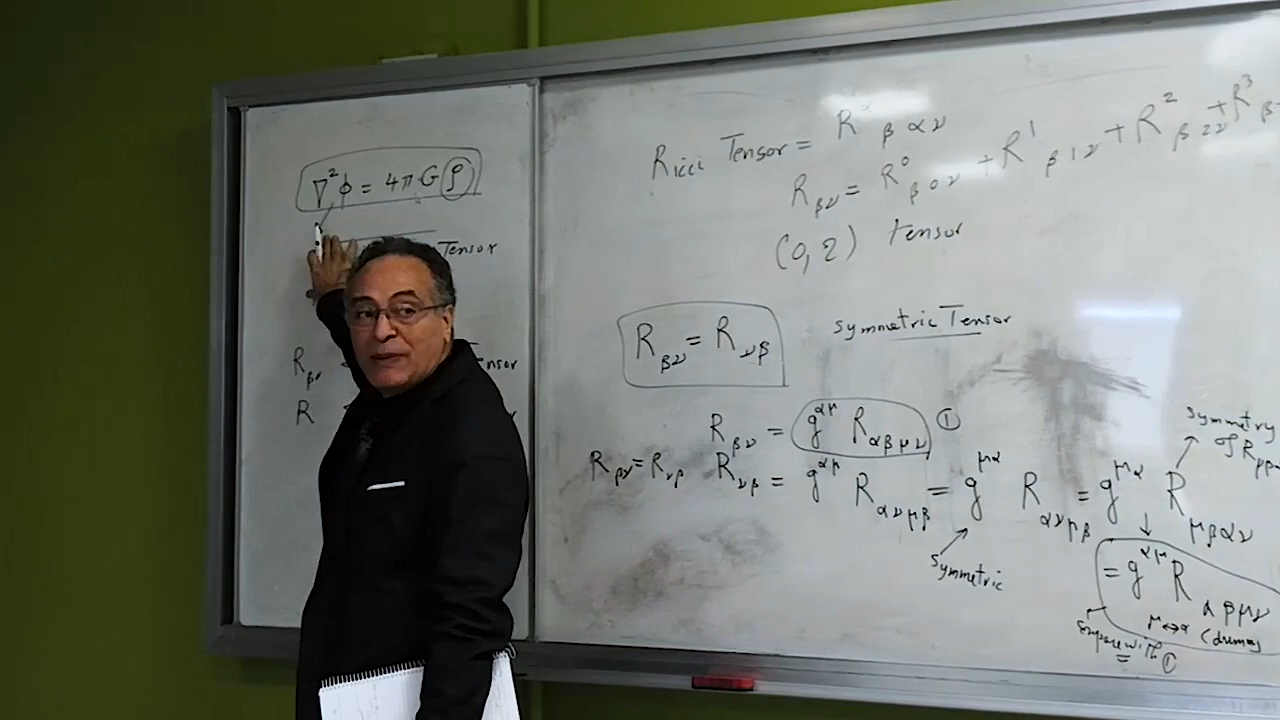 ∇²φ = 4πGρ
Tensor
R_βν
R
Ricci Tensor = R^α_βαν
R_βν = R^0_β0ν + R^1_β1ν + R^2_β2ν + R^3_β
(0,2) tensor
R_βν = R_νβ symmetric Tensor
R_βν = g^αμ R_αβμν ①
R_βν = R_νβ R_νβ = g^αμ R_ανμβ = g^μα R_ανμβ = g^μα R_μβαν
symmetric
symmetry
of R
= g^αμ R_αβμν
μ↔α (dummy
compare with ①